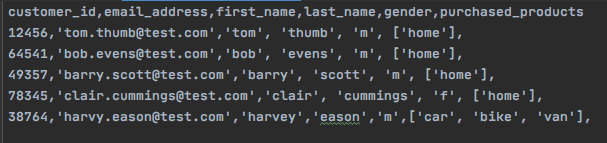 customer_id,email_address,first_name,last_name,gender,purchased_products
12456,'tom.thumb@test.com','tom', 'thumb', 'm', ['home'],
64541,'bob.evens@test.com','bob', 'evens', 'm', ['home'],
49357,'barry.scott@test.com','barry', 'scott', 'm', ['home'],
78345,'clair.cummings@test.com','clair', 'cummings', 'f', ['home'],
38764,'harvy.eason@test.com','harvey','eason','m',['car', 'bike', 'van'],